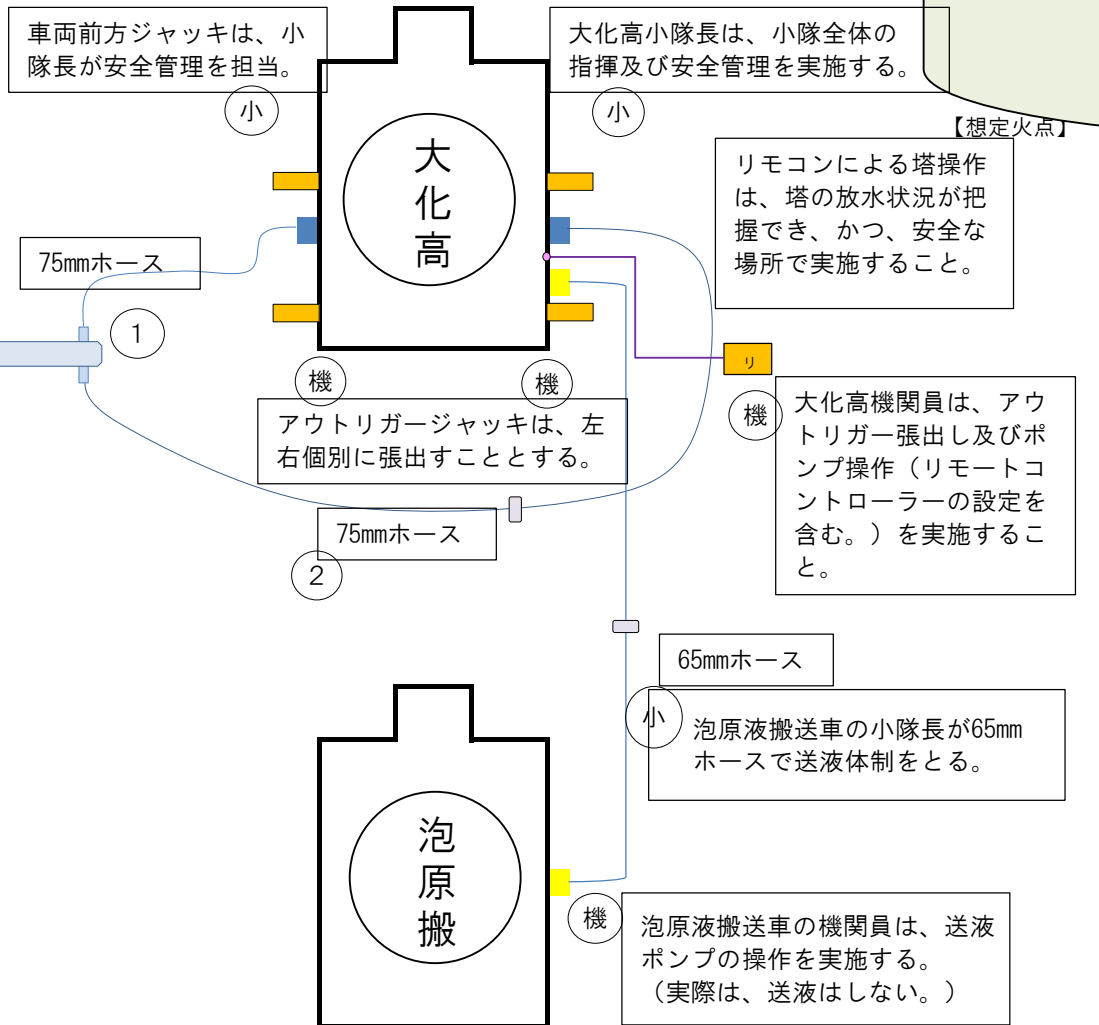 車両前方ジャッキは、小
隊長が安全管理を担当。
大化高小隊長は、小隊全体の
指揮及び安全管理を実施する。
小
小
【想定火点】
大
化
高
リモコンによる塔操作
は、塔の放水状況が把
握でき、かつ、安全な
場所で実施すること。
75mmホース
1
リ
機
機
機
アウトリガージャッキは、左
右個別に張出すこととする。
大化高機関員は、アウ
トリガー張出し及びポ
ンプ操作（リモートコ
ントローラーの設定を
含む。）を実施するこ
と。
75mmホース
2
65mmホース
小
泡原液搬送車の小隊長が65mm
ホースで送液体制をとる。
泡
原
搬
機
泡原液搬送車の機関員は、送液
ポンプの操作を実施する。
（実際は、送液はしない。）